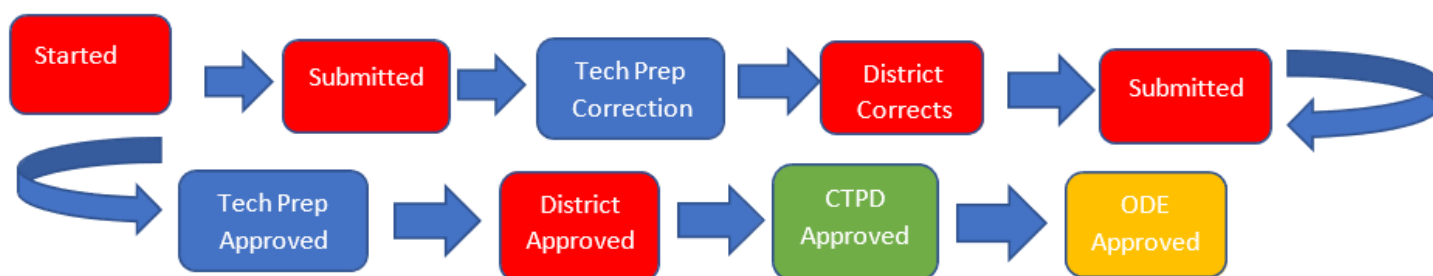 Started
Submitted
Tech Prep
Correction
District
Corrects
Submitted
Tech Prep
Approved
District
Approved
CTPD
Approved
ODE
Approved